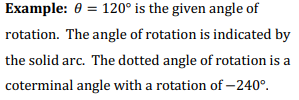 Example: θ = 120° is the given angle of
rotation. The angle of rotation is indicated by
the solid arc. The dotted angle of rotation is a
coterminal angle with a rotation of −240°.